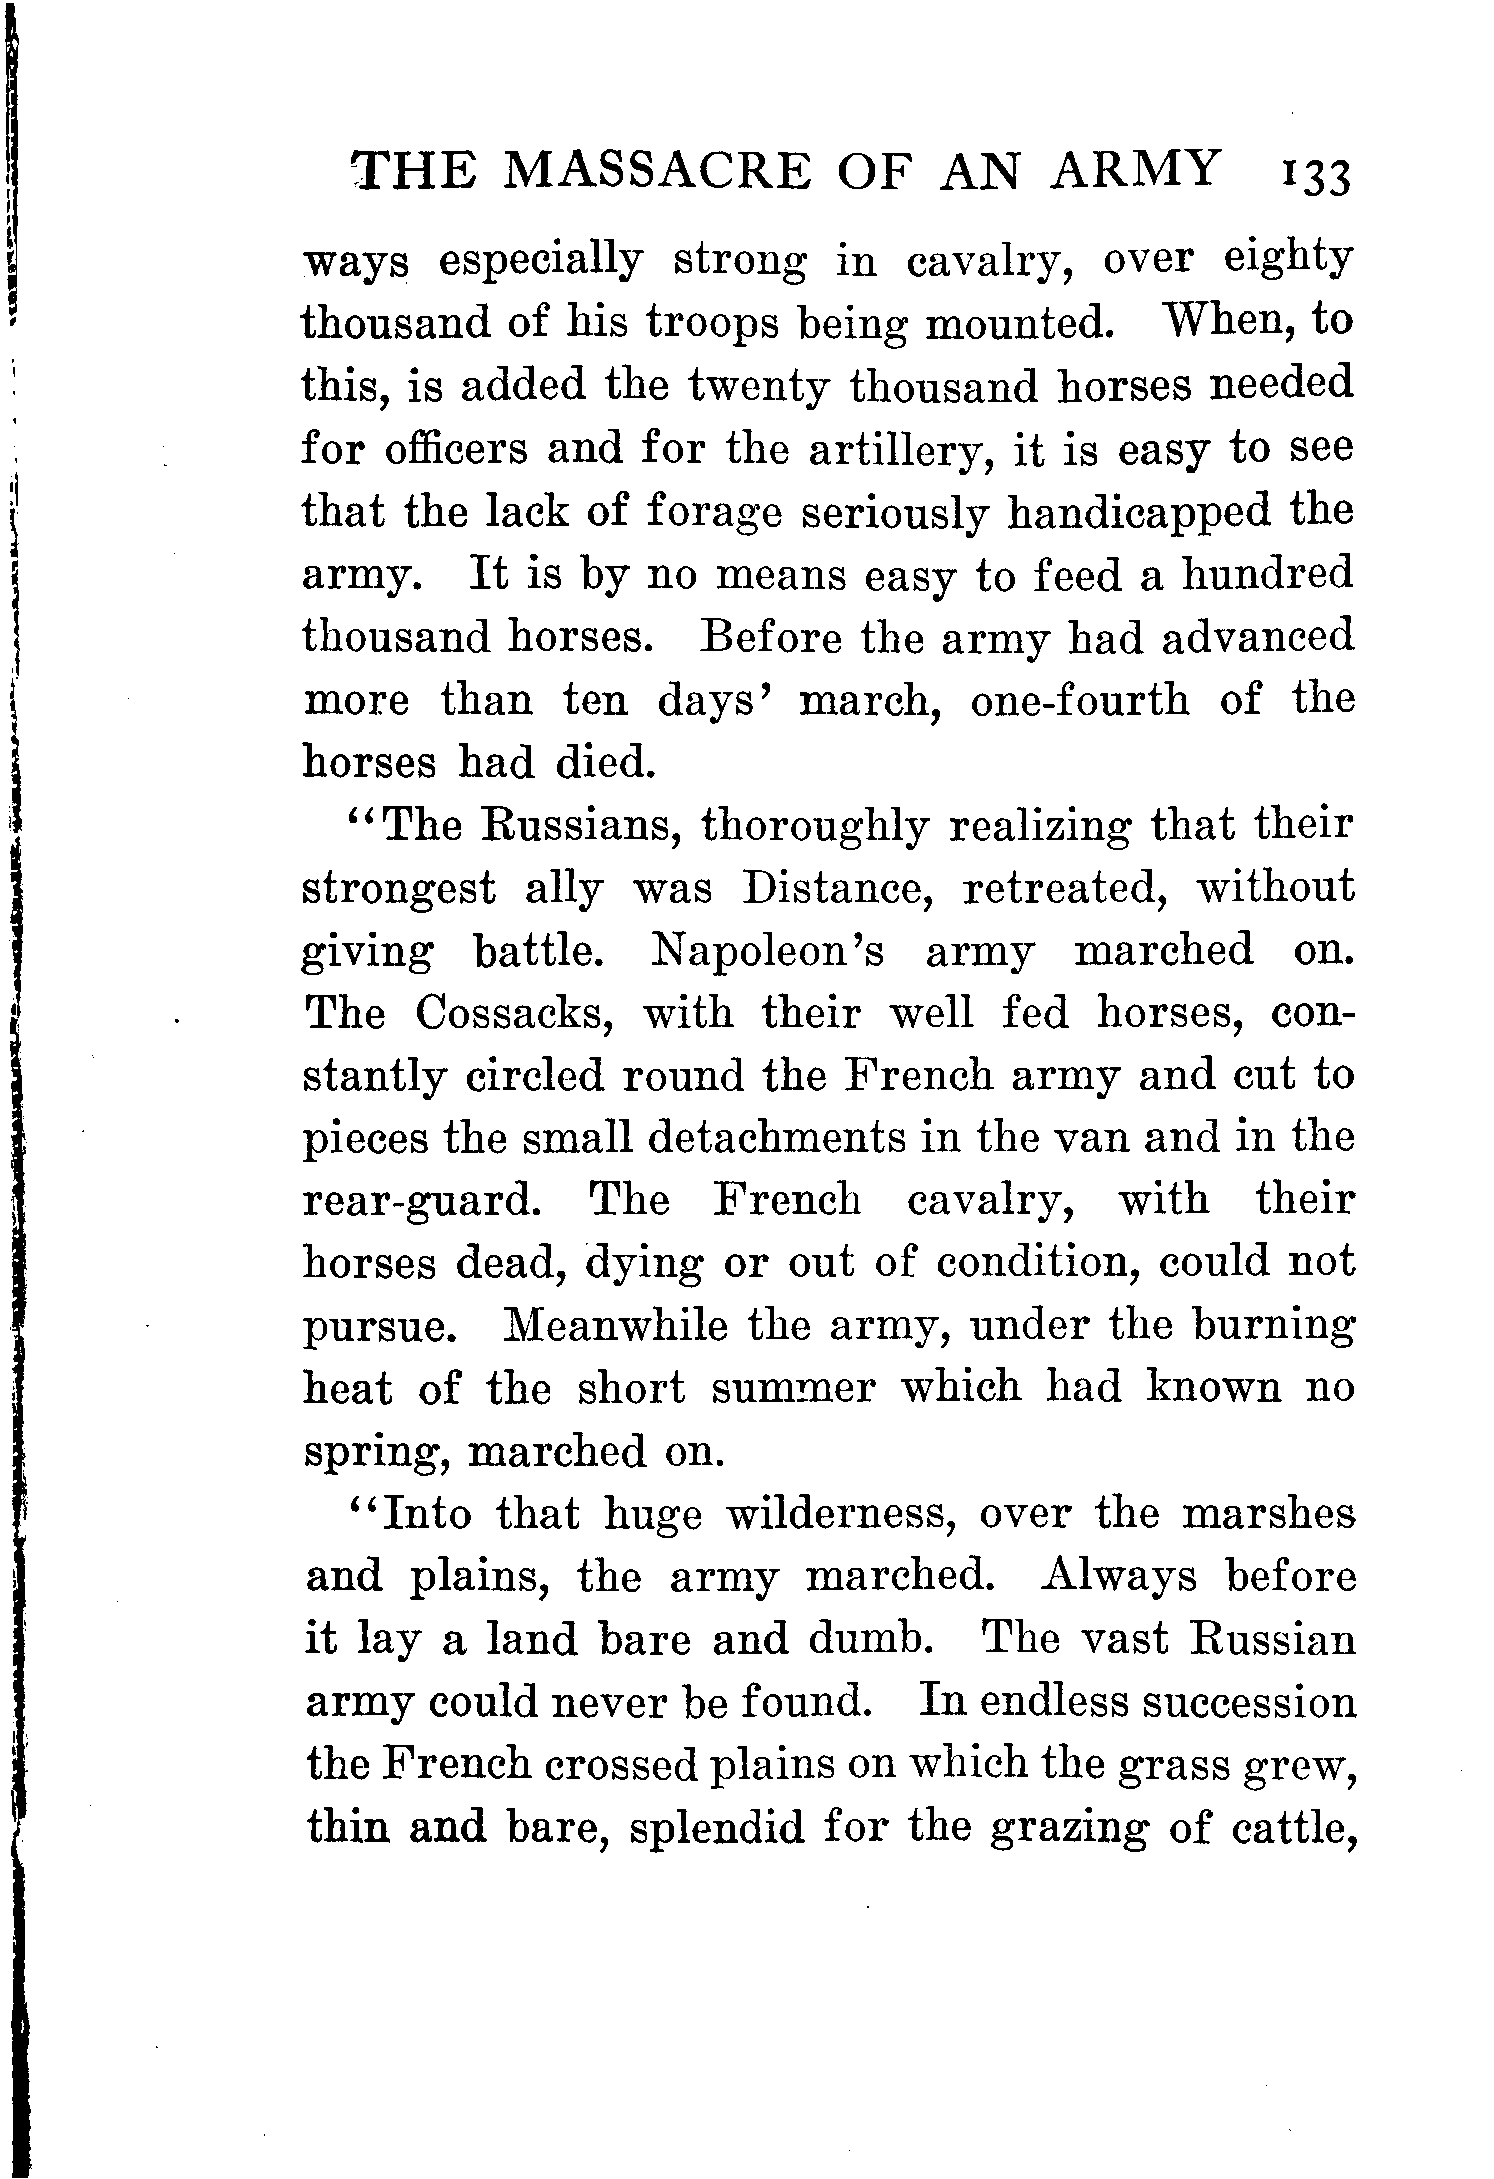 THE MASSACRE OF AN ARMY 133
ways especially strong in cavalry, over eighty
thousand of his troops being mounted. When, to
this, is added the twenty thousand horses needed
for officers and for the artillery, it is easy to see
that the lack of forage seriously handicapped the
army. It is by no means easy to feed a hundred
thousand horses. Before the army had advanced
more than ten days' march, one-fourth of the
horses had died.
"The Russians, thoroughly realizing that their
strongest ally was Distance, retreated, without
giving battle. Napoleon's army marched on.
The Cossacks, with their well fed horses, con-
stantly circled round the French army and cut to
pieces the small detachments in the van and in the
rear-guard. The French cavalry, with their
horses dead, dying or out of condition, could not
pursue. Meanwhile the army, under the burning
heat of the short summer which had known no
spring, marched on.
"Into that huge wilderness, over the marshes
and plains, the army marched. Always before
it lay a land bare and dumb. The vast Russian
army could never be found. In endless succession
the French crossed plains on which the grass grew,
thin and bare, splendid for the grazing of cattle,